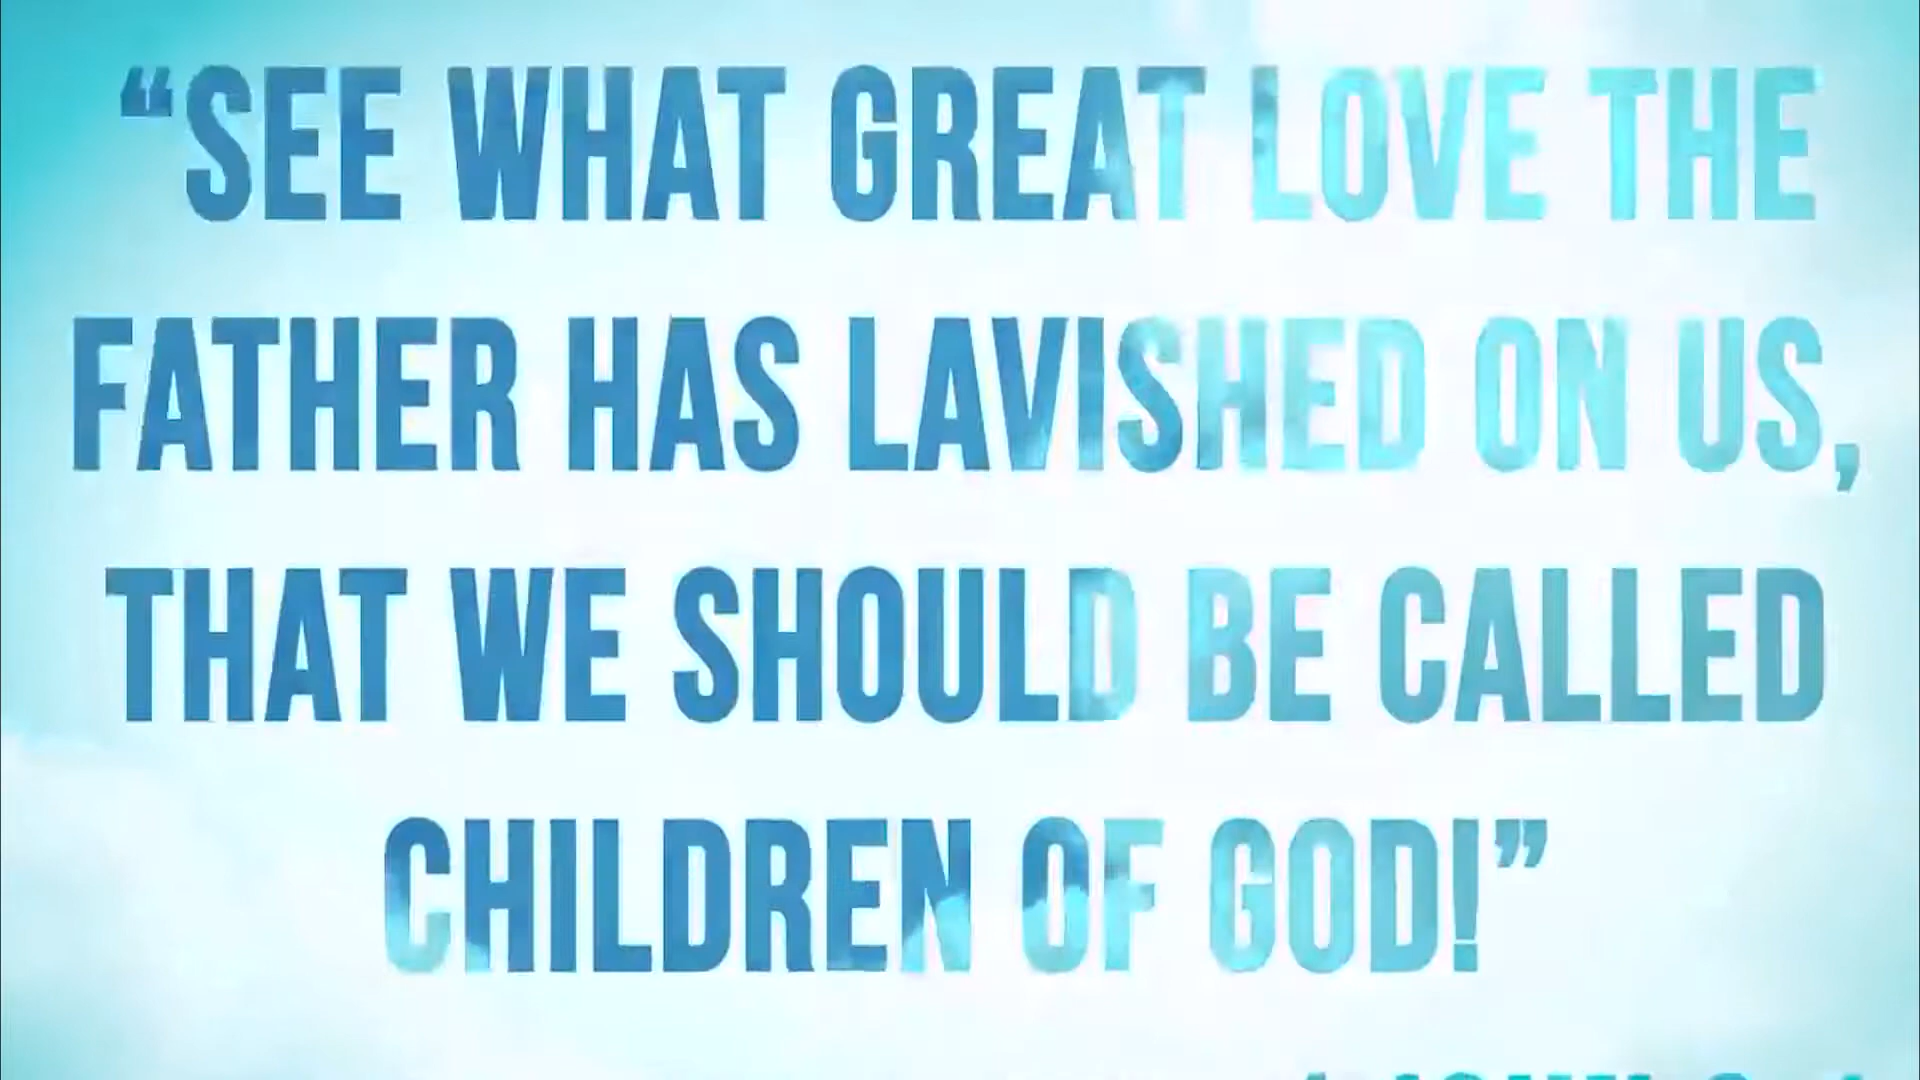 “SEE WHAT GREAT LOVE THE
FATHER HAS LAVISHED ON US,
THAT WE SHOULD BE CALLED
CHILDREN OF GOD!”